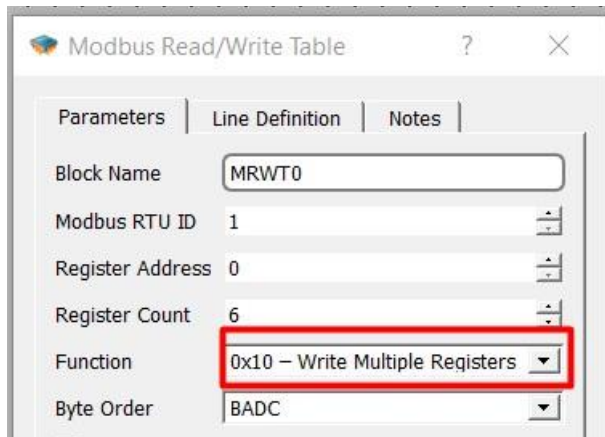 Modbus Read/Write Table ?
Parameters Line Definition Notes
Block Name MRWT0
Modbus RTU ID 1
Register Address 0
Register Count 6
Function 0x10 – Write Multiple Registers
Byte Order BADC